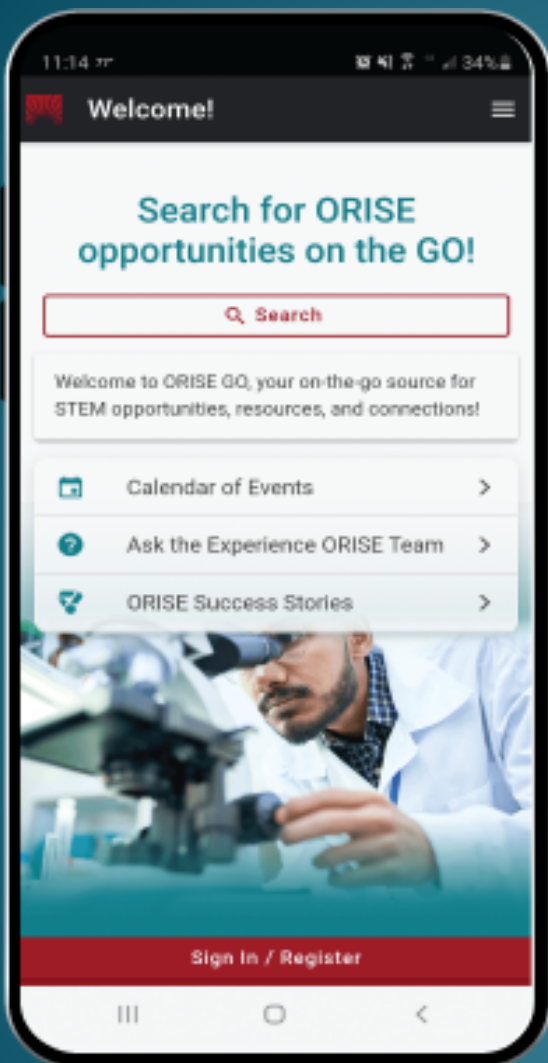 11:14
34%
Welcome!
Search for ORISE
opportunities on the GO!
Search
Welcome to ORISE GO, your on-the-go source for
STEM opportunities, resources, and connections!
Calendar of Events
Ask the Experience ORISE Team
ORISE Success Stories
Sign In / Register